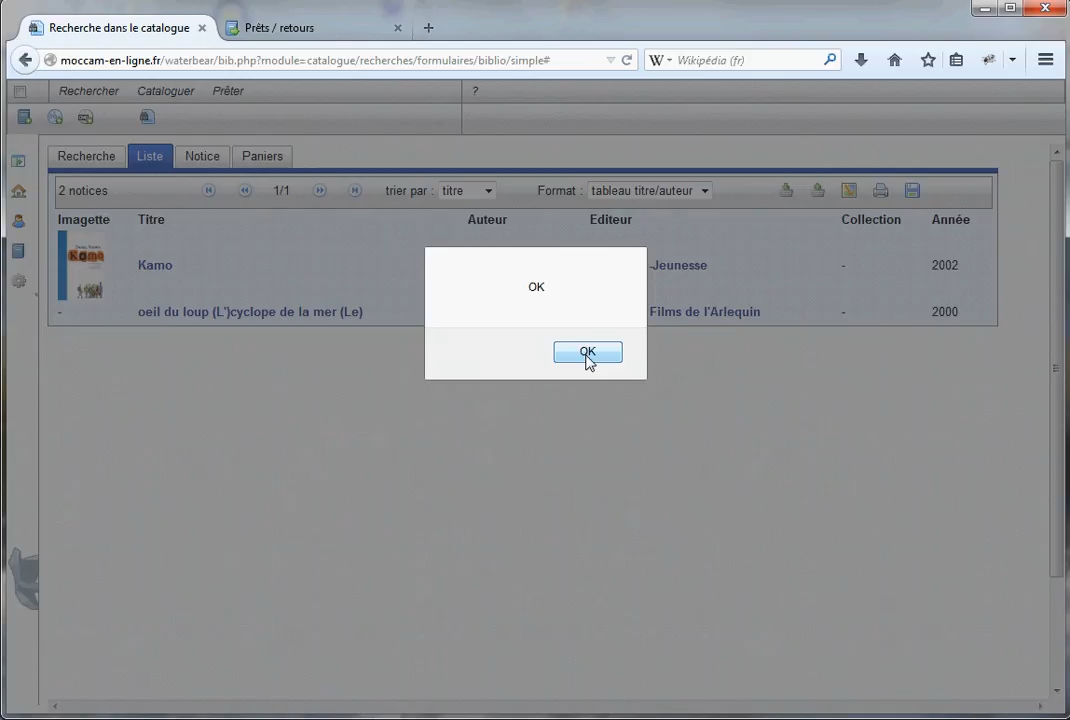 Recherche dans le catalogue
Prêts / retours
moccam-en-ligne.fr/waterbear/bib.php?module=catalogue/recherches/formulaires/biblio/simple#
W
Wikipédia (fr)
Rechercher Cataloguer Prêter ?
Recherche Liste Notice Paniers
2 notices 1/1 trier par : titre Format : tableau titre/auteur
Imagette Titre Auteur Editeur Collection Année
Kamo -Jeunesse - 2002
- oeil du loup (L')cyclope de la mer (Le) Films de l'Arlequin - 2000
OK
OK